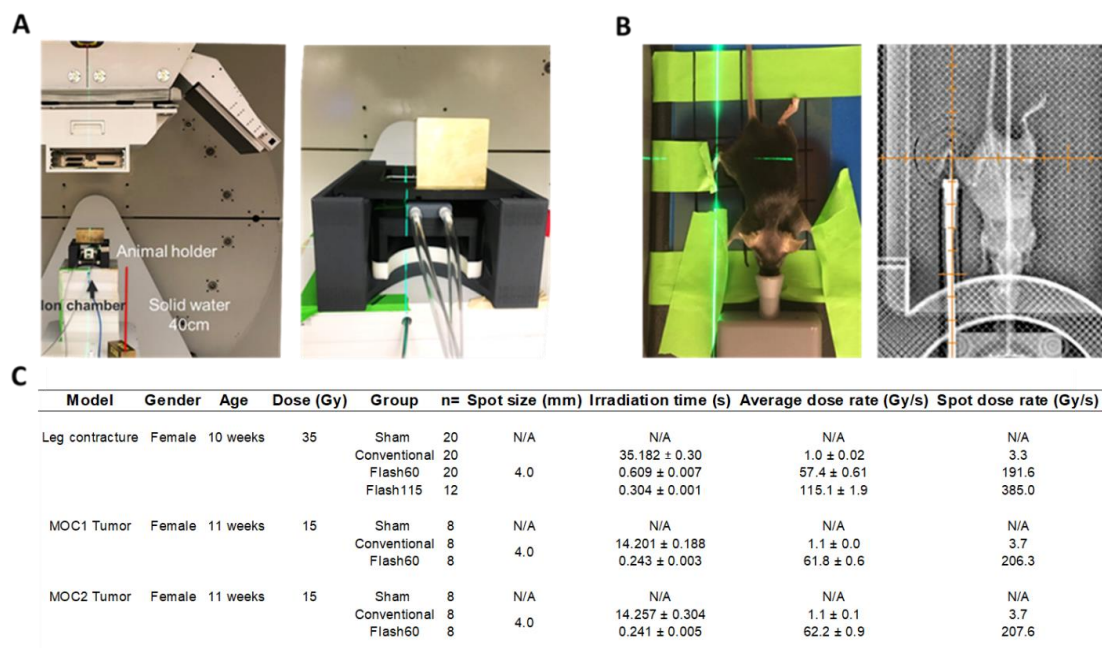 A
B
Animal holder
Ion chamber
Solid water
40cm
C
Model Gender Age Dose (Gy) Group n= Spot size (mm) Irradiation time (s) Average dose rate (Gy/s) Spot dose rate (Gy/s)
Leg contracture Female 10 weeks 35 Sham 20 N/A N/A N/A N/A
Conventional 20 35.182 ± 0.30 1.0 ± 0.02 3.3
Flash60 20 4.0 0.609 ± 0.007 57.4 ± 0.61 191.6
Flash115 12 0.304 ± 0.001 115.1 ± 1.9 385.0
MOC1 Tumor Female 11 weeks 15 Sham 8 N/A N/A N/A N/A
Conventional 8 4.0 14.201 ± 0.188 1.1 ± 0.0 3.7
Flash60 8 0.243 ± 0.003 61.8 ± 0.6 206.3
MOC2 Tumor Female 11 weeks 15 Sham 8 N/A N/A N/A N/A
Conventional 8 4.0 14.257 ± 0.304 1.1 ± 0.1 3.7
Flash60 8 0.241 ± 0.005 62.2 ± 0.9 207.6